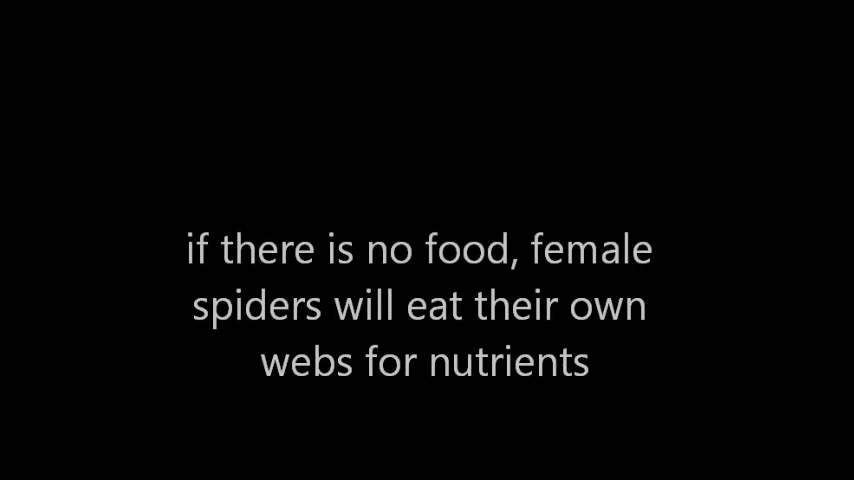 if there is no food, female
spiders will eat their own
webs for nutrients